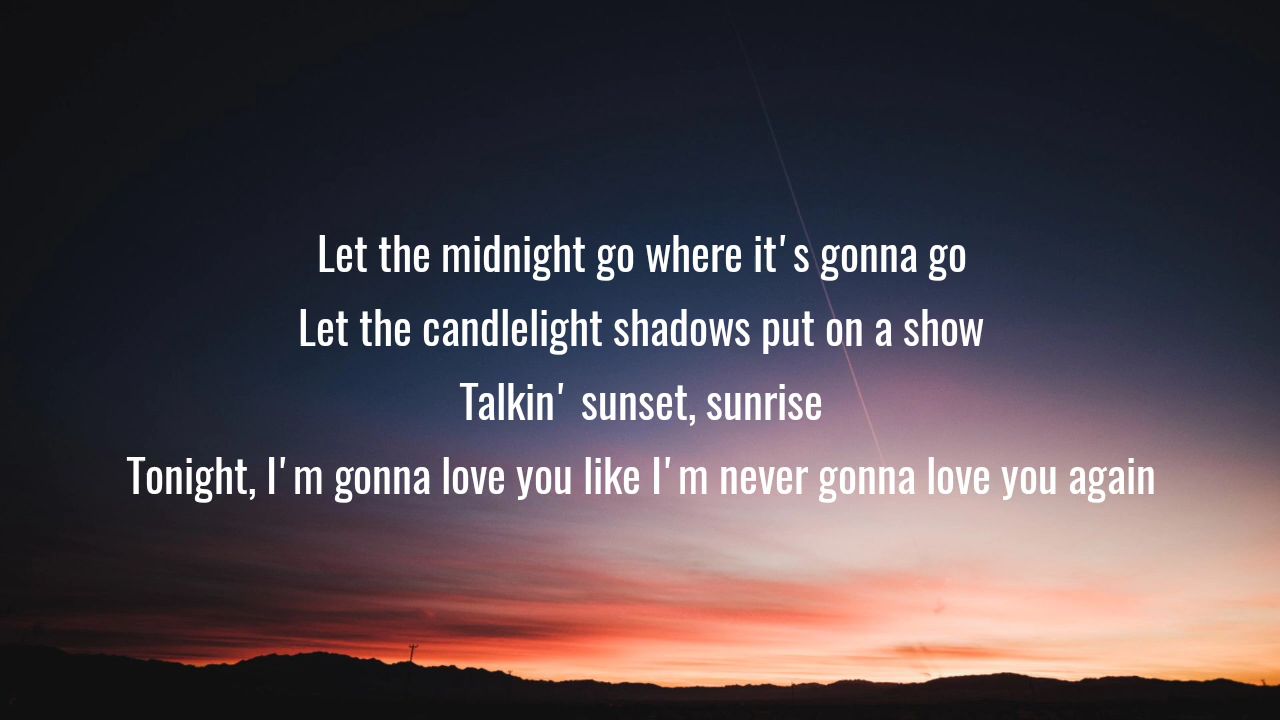 Let the midnight go where it's gonna go
Let the candlelight shadows put on a show
Talkin' sunset, sunrise
Tonight, I'm gonna love you like I'm never gonna love you again